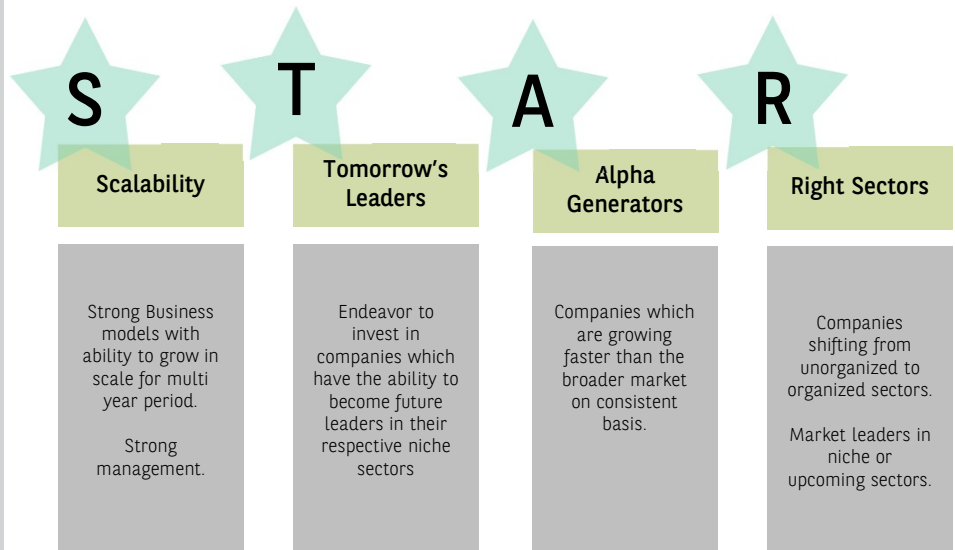 S
T
A
R
Scalability
Tomorrow's
Leaders
Alpha
Generators
Right Sectors
Strong Business
models with
ability to grow in
scale for multi
year period.
Strong
management.
Endeavor to
invest in
companies which
have the ability to
become future
leaders in their
respective niche
sectors
Companies which
are growing
faster than the
broader market
on consistent
basis.
Companies
shifting from
unorganized to
organized sectors.
Market leaders in
niche or
upcoming sectors.